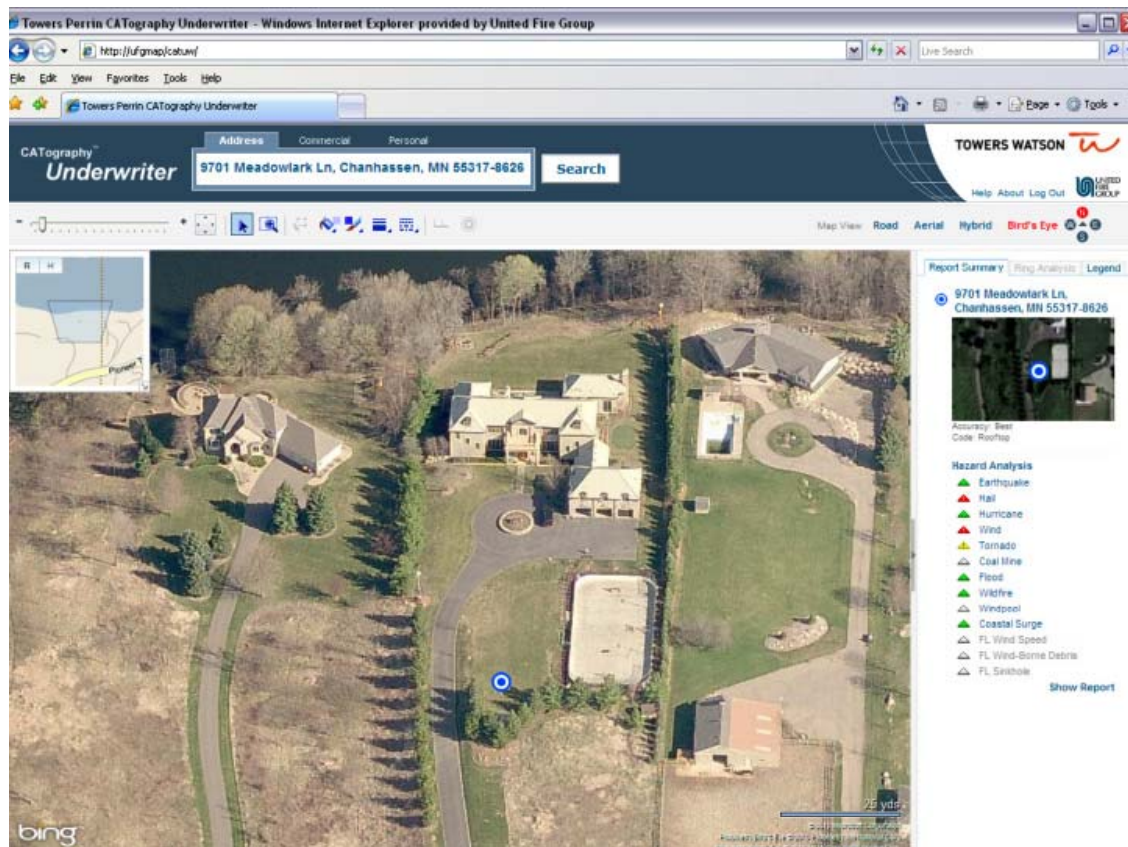 Towers Perrin CATography Underwriter - Windows Internet Explorer provided by United Fire Group
http://ufgmap/catuw/
Live Search
File Edit View Favorites Tools Help
Towers Perrin CATography Underwriter
Page Tools
Address Commercial Personal
CATography™
Underwriter
9701 Meadowlark Ln, Chanhassen, MN 55317-8626
Search
TOWERS WATSON
Help About Log Out
UNITED
FIRE
GROUP
Map View Road Aerial Hybrid Bird's Eye N W E S
R H
Pioneer T
Report Summary Ring Analysis Legend
9701 Meadowlark Ln,
Chanhassen, MN 55317-8626
Accuracy: Best
Code: Rooftop
Hazard Analysis
Earthquake
Hail
Hurricane
Wind
Tornado
Coal Mine
Flood
Wildfire
Windpool
Coastal Surge
FL Wind Speed
FL Wind-Borne Debris
FL Sinkhole
Show Report
25 yds
bing